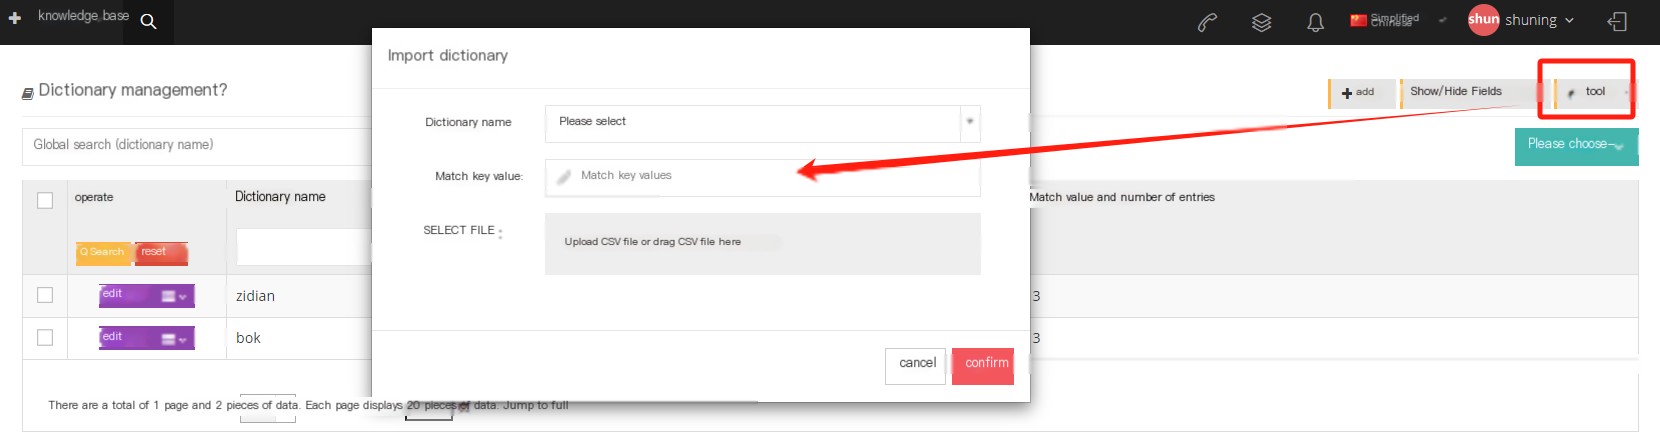 knowledge base
Simplified Chinese
shun shuning
Import dictionary
Dictionary management?
add
Show/Hide Fields
tool
Dictionary name
Please select
Global search (dictionary name)
Please choose
Match key value:
Match key values
operate
Dictionary name
Match value and number of entries
SELECT FILE :
Upload CSV file or drag CSV file here
Search
reset
edit
zidian
3
edit
bok
3
cancel
confirm
There are a total of 1 page and 2 pieces of data. Each page displays 20 pieces of data. Jump to full